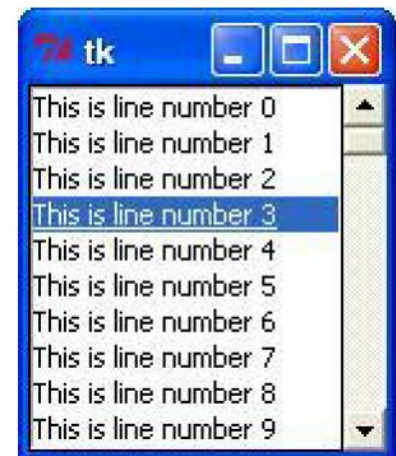 tk
This is line number 0
This is line number 1
This is line number 2
This is line number 3
This is line number 4
This is line number 5
This is line number 6
This is line number 7
This is line number 8
This is line number 9